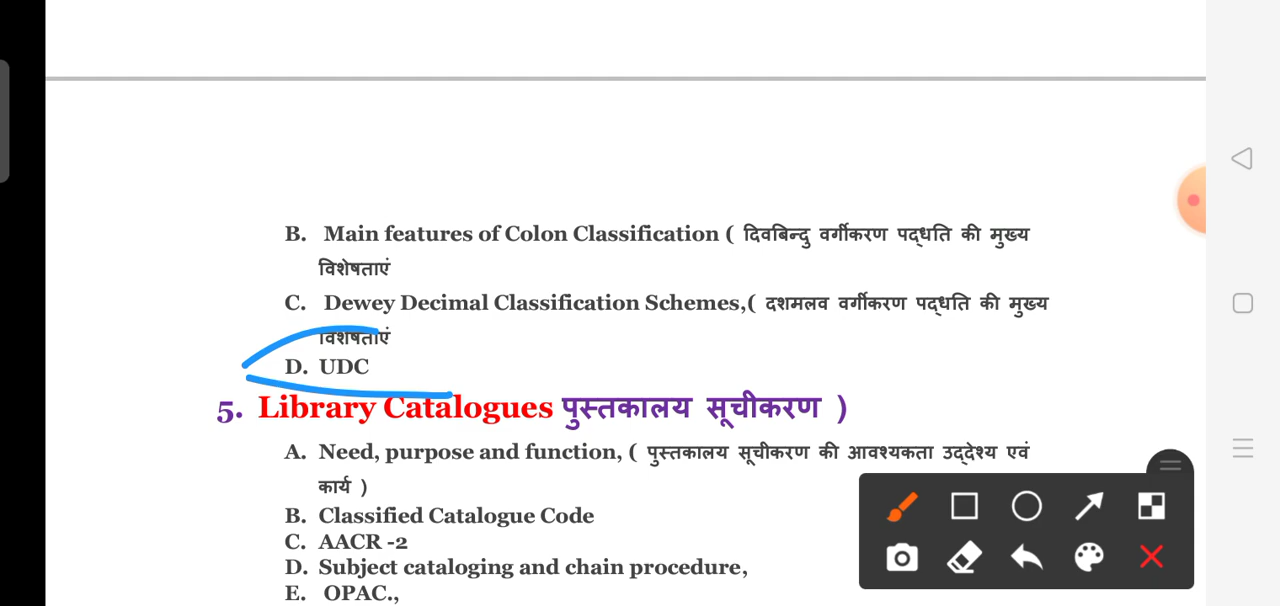 B. Main features of Colon Classification ( दिवबिन्दु वर्गीकरण पद्धति की मुख्य
विशेषताएं
C. Dewey Decimal Classification Schemes,( दशमलव वर्गीकरण पद्धति की मुख्य
विशेषताएं
D. UDC
5. Library Catalogues पुस्तकालय सूचीकरण )
A. Need, purpose and function, ( पुस्तकालय सूचीकरण की आवश्यकता उद्देश्य एवं
कार्य )
B. Classified Catalogue Code
C. AACR -2
D. Subject cataloging and chain procedure,
E. OPAC.,